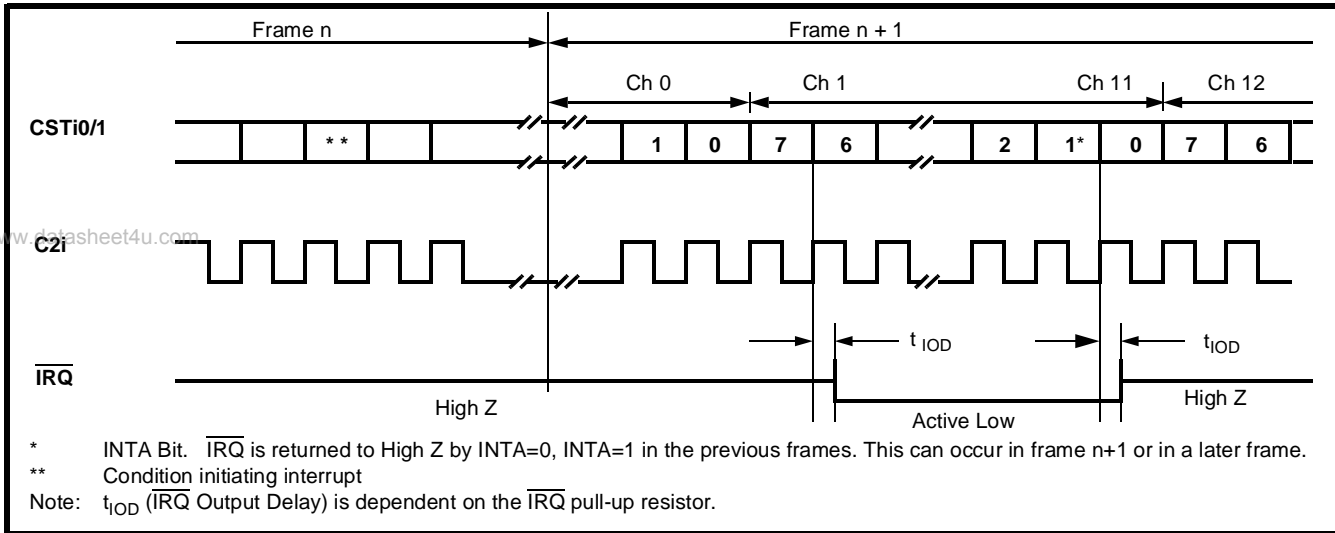 Frame n Frame n + 1
Ch 0 Ch 1 Ch 11 Ch 12
CSTi0/1 * * 1 0 7 6 2 1* 0 7 6
www.datasheet4u.com
C2i
t IOD tIOD
IRQ
High Z Active Low High Z
* INTA Bit. IRQ is returned to High Z by INTA=0, INTA=1 in the previous frames. This can occur in frame n+1 or in a later frame.
** Condition initiating interrupt
Note: tIOD (IRQ Output Delay) is dependent on the IRQ pull-up resistor.